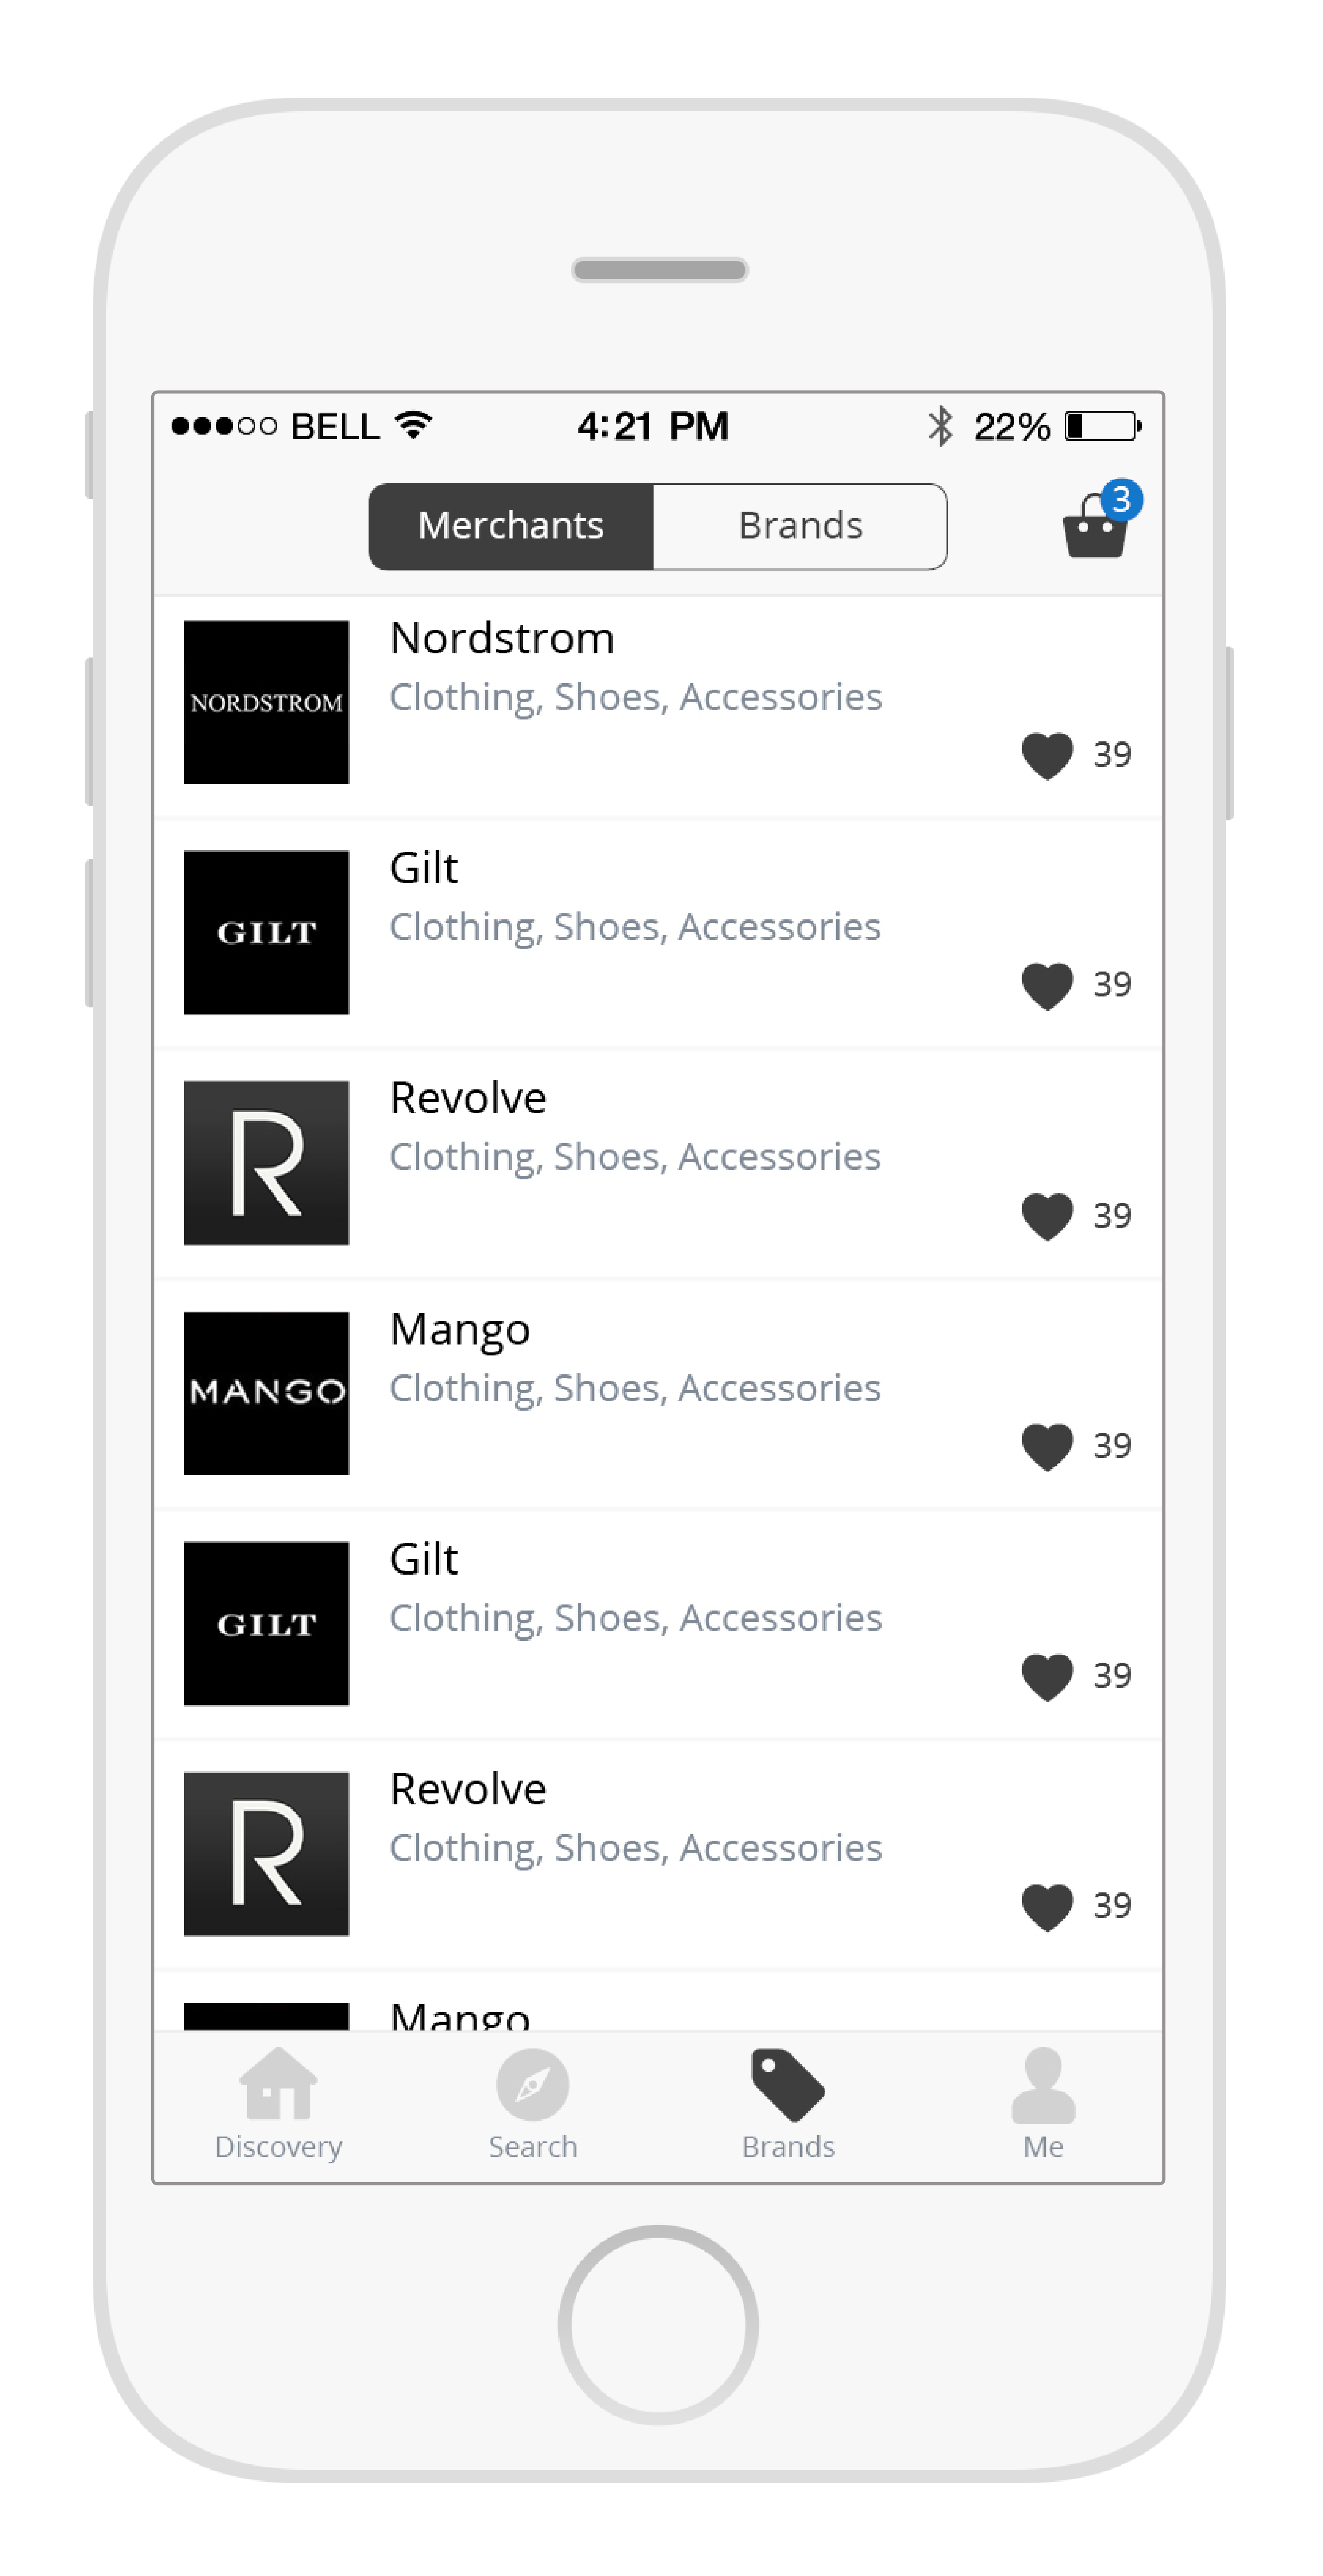 BELL 4:21 PM 22%
Merchants Brands 3
NORDSTROM
Nordstrom
Clothing, Shoes, Accessories
39
GILT
Gilt
Clothing, Shoes, Accessories
39
R
Revolve
Clothing, Shoes, Accessories
39
MANGO
Mango
Clothing, Shoes, Accessories
39
GILT
Gilt
Clothing, Shoes, Accessories
39
R
Revolve
Clothing, Shoes, Accessories
39
Mango
Discovery Search Brands Me